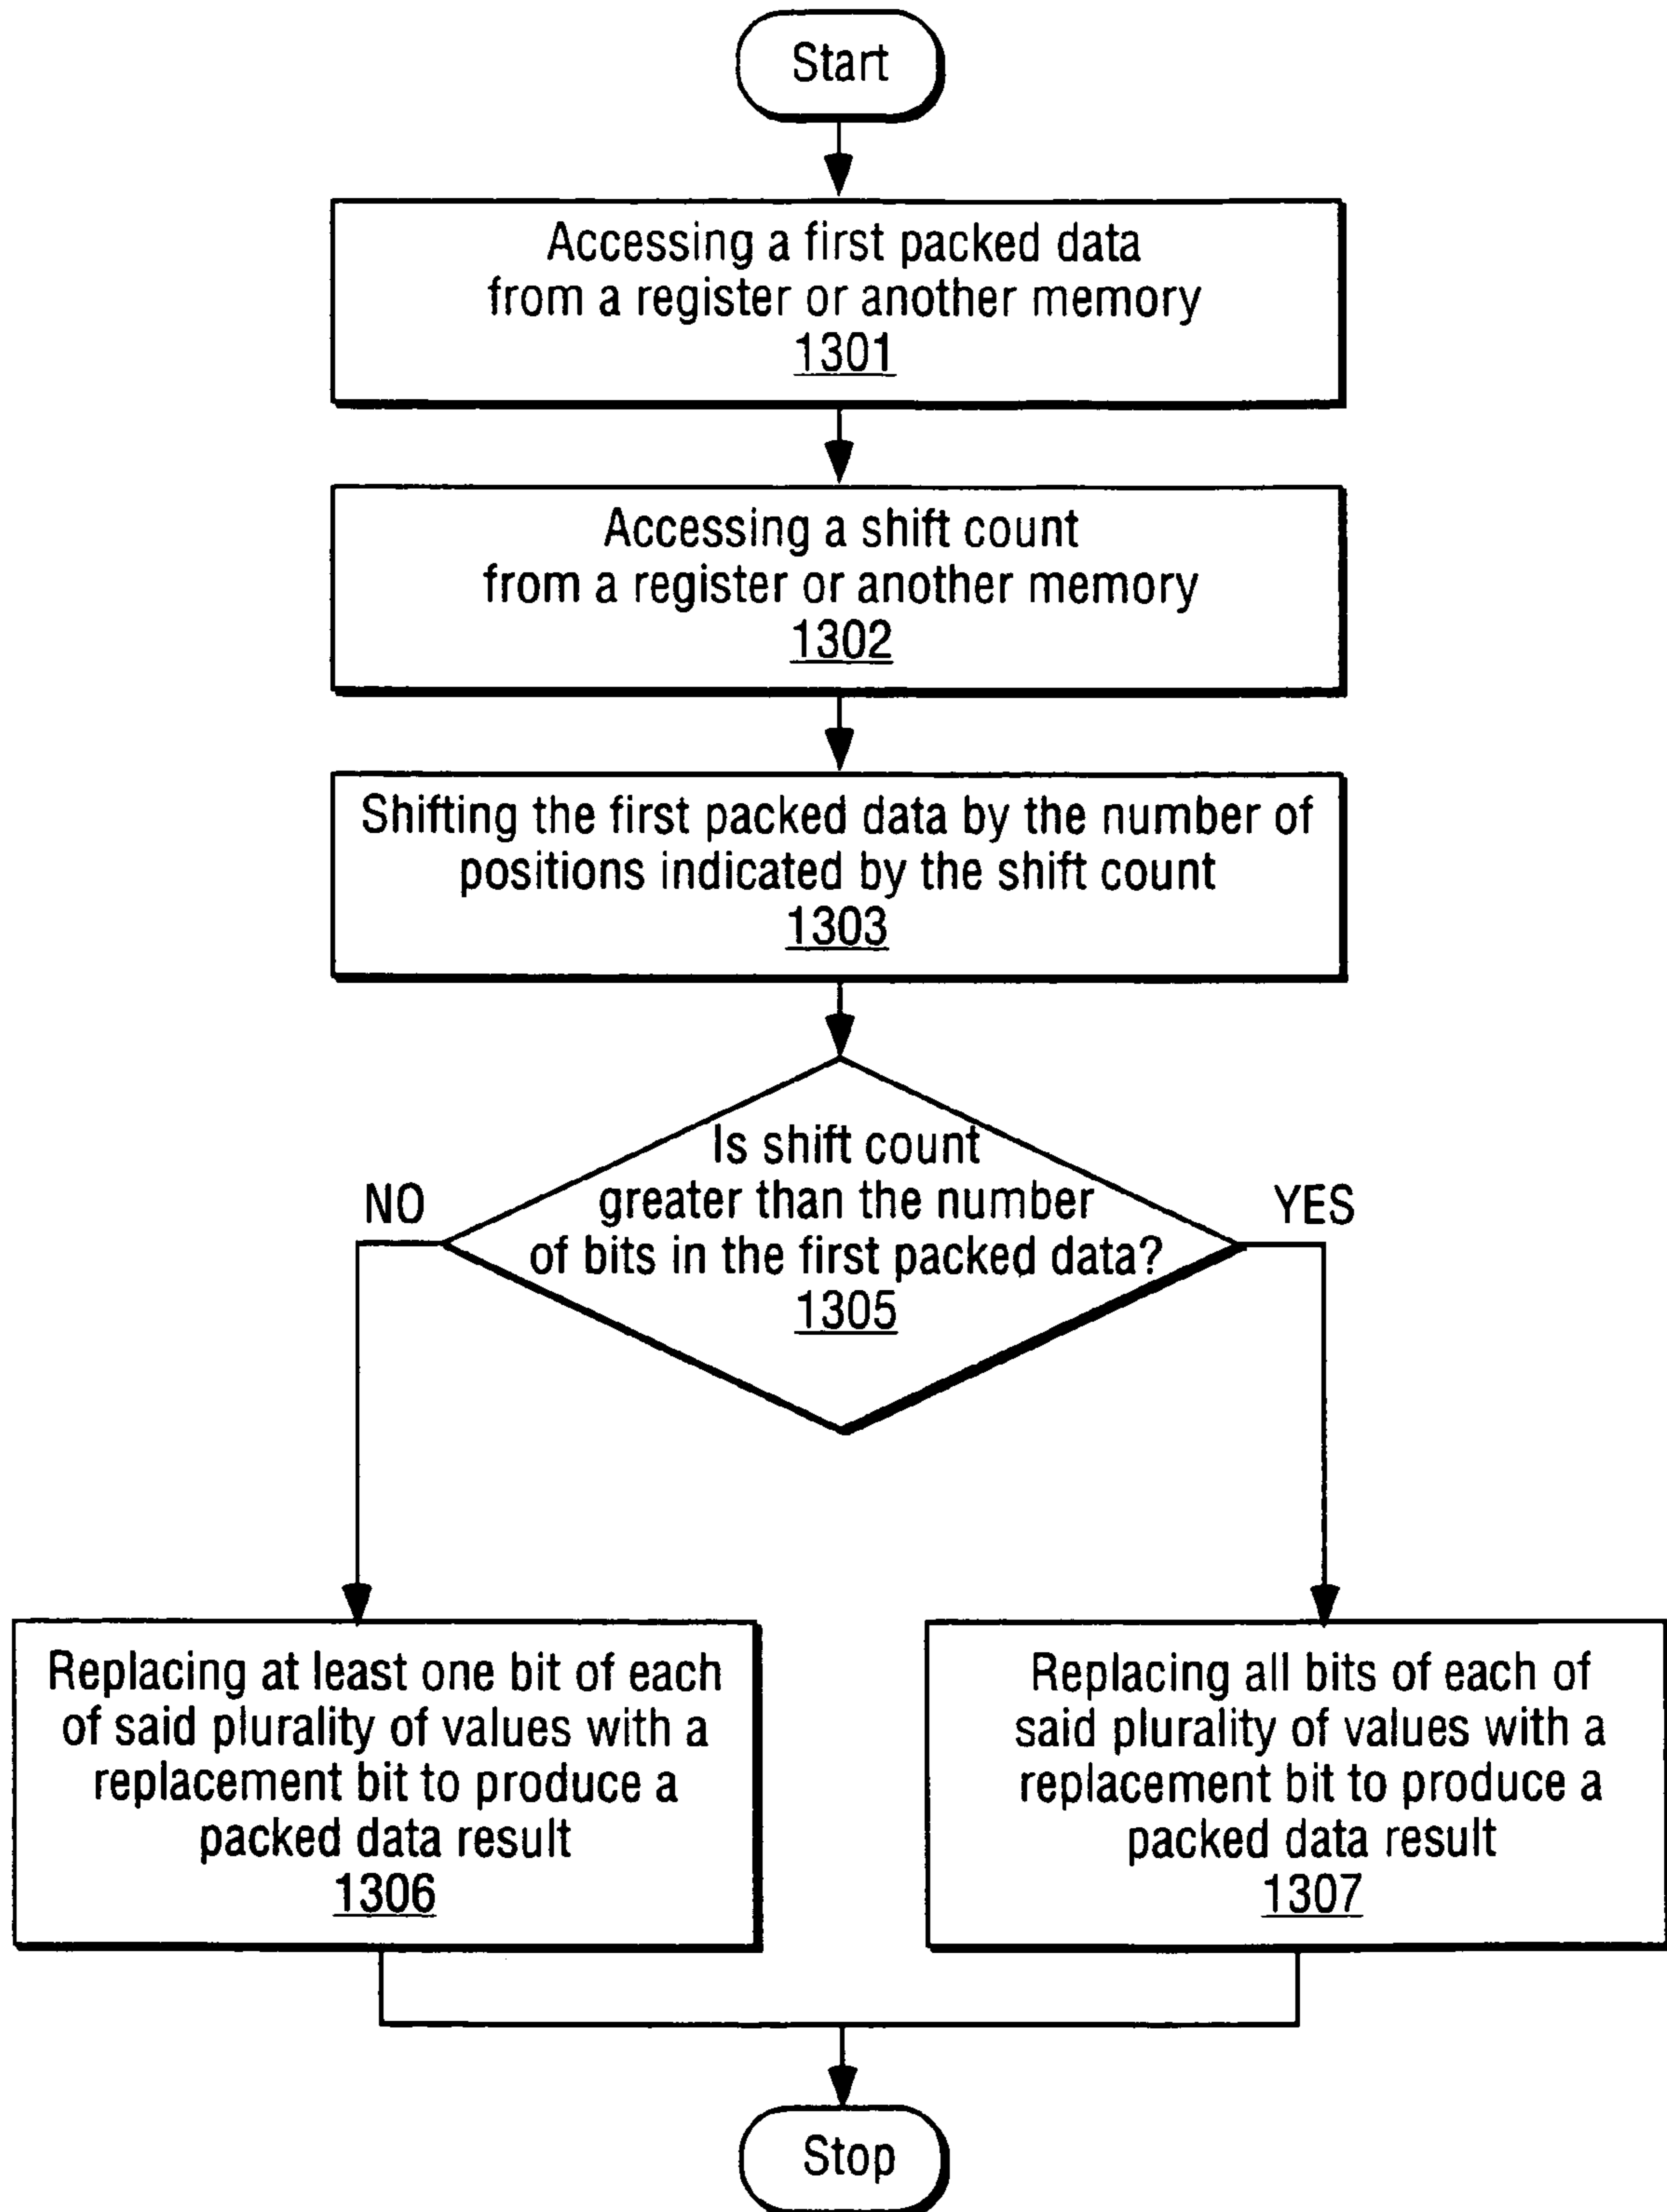 Start
Accessing a first packed data
from a register or another memory
1301
Accessing a shift count
from a register or another memory
1302
Shifting the first packed data by the number of
positions indicated by the shift count
1303
Is shift count
greater than the number
of bits in the first packed data?
1305
NO
YES
Replacing at least one bit of each
of said plurality of values with a
replacement bit to produce a
packed data result
1306
Replacing all bits of each of
said plurality of values with a
replacement bit to produce a
packed data result
1307
Stop